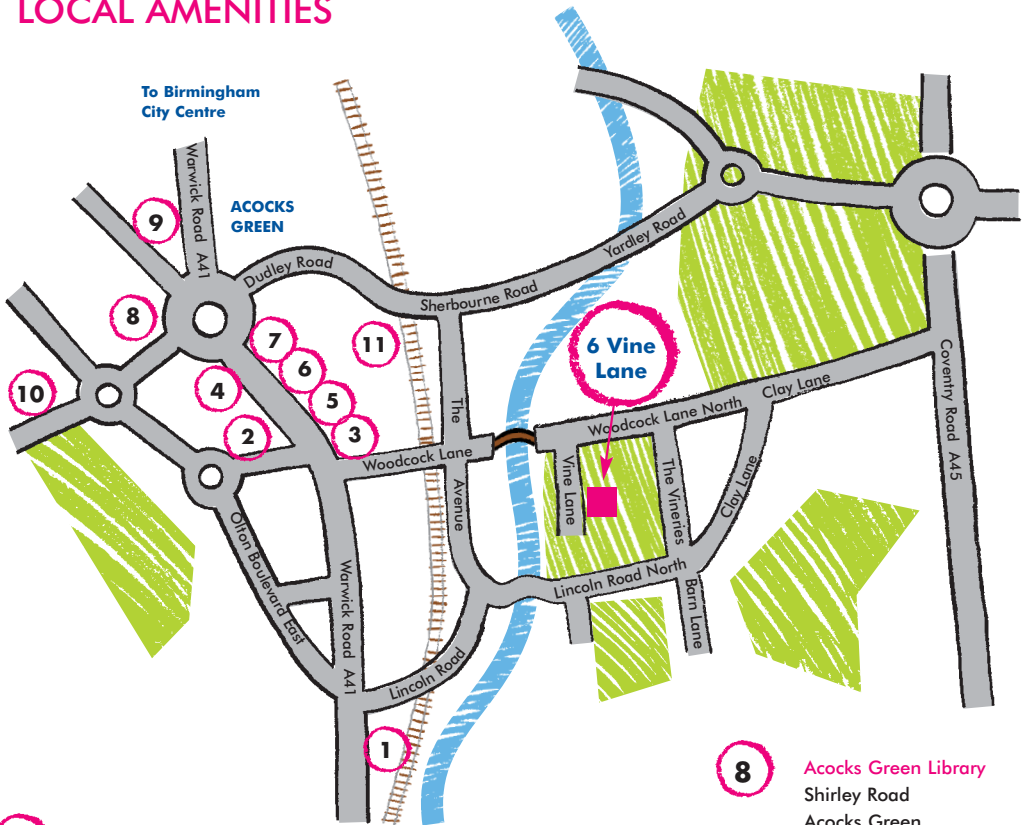 LOCAL AMENITIES
To Birmingham
City Centre
Warwick Road A41
ACOCKS
GREEN
9
Dudley Road
Sherbourne Road
Yardley Road
8
7
11
6
6 Vine
Lane
10
4
5
2
3
The
Avenue
Woodcock Lane
Woodcock Lane North
Clay Lane
Coventry Road A45
Vine Lane
The Vineries
Clay Lane
Olton Boulevard East
Warwick Road A41
Lincoln Road North
Barn Lane
Lincoln Road
1
8
Acocks Green Library
Shirley Road
Acocks Green